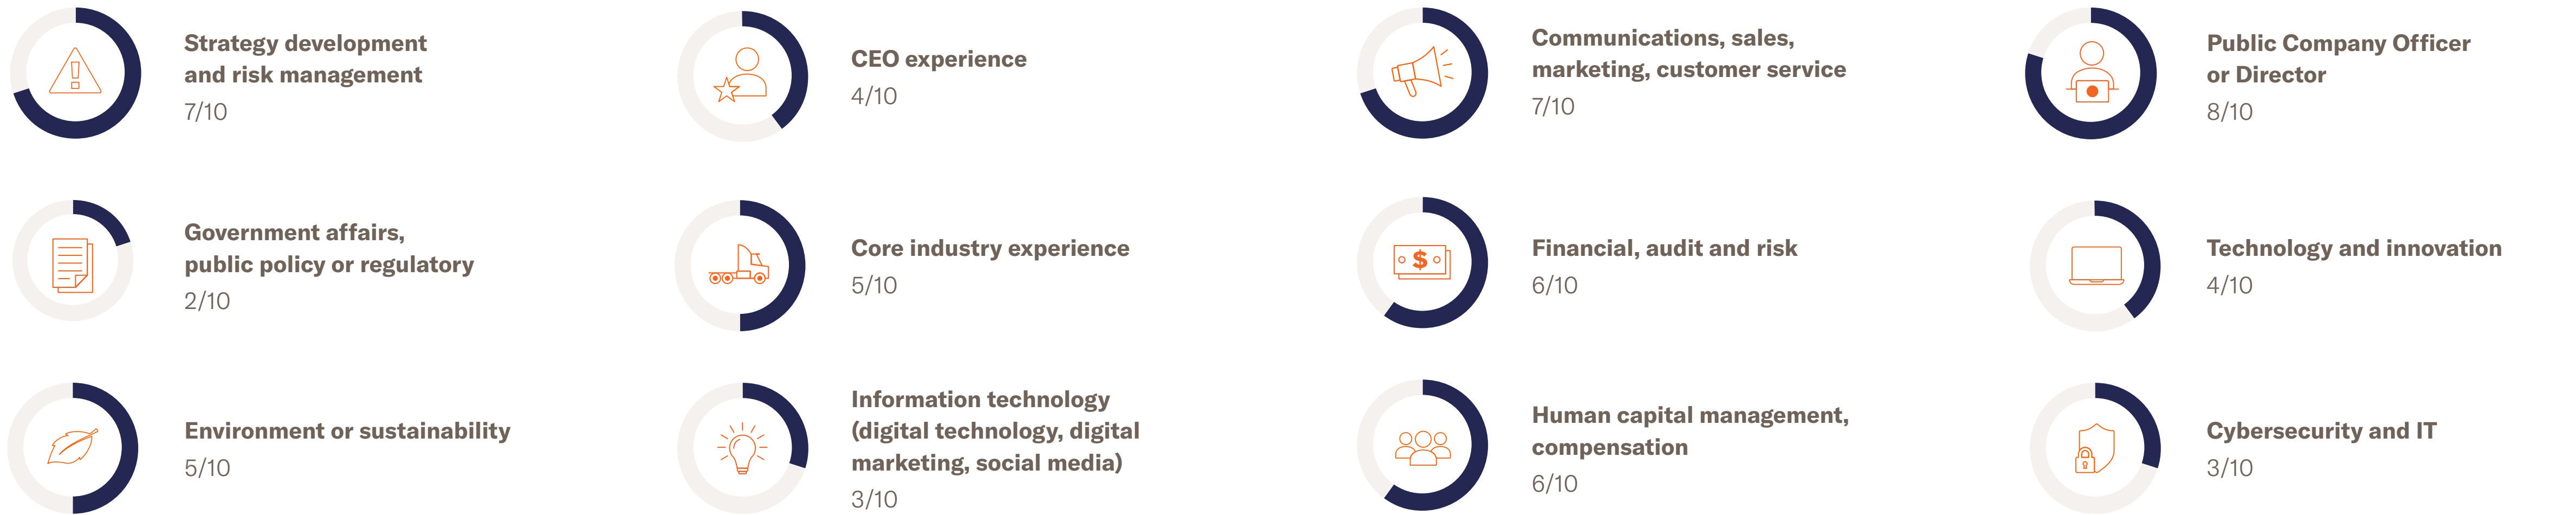 Strategy development
and risk management
7/10
CEO experience
4/10
Communications, sales,
marketing, customer service
7/10
Public Company Officer
or Director
8/10
Government affairs,
public policy or regulatory
2/10
Core industry experience
5/10
$
Financial, audit and risk
6/10
Technology and innovation
4/10
Environment or sustainability
5/10
Information technology
(digital technology, digital
marketing, social media)
3/10
Human capital management,
compensation
6/10
Cybersecurity and IT
3/10